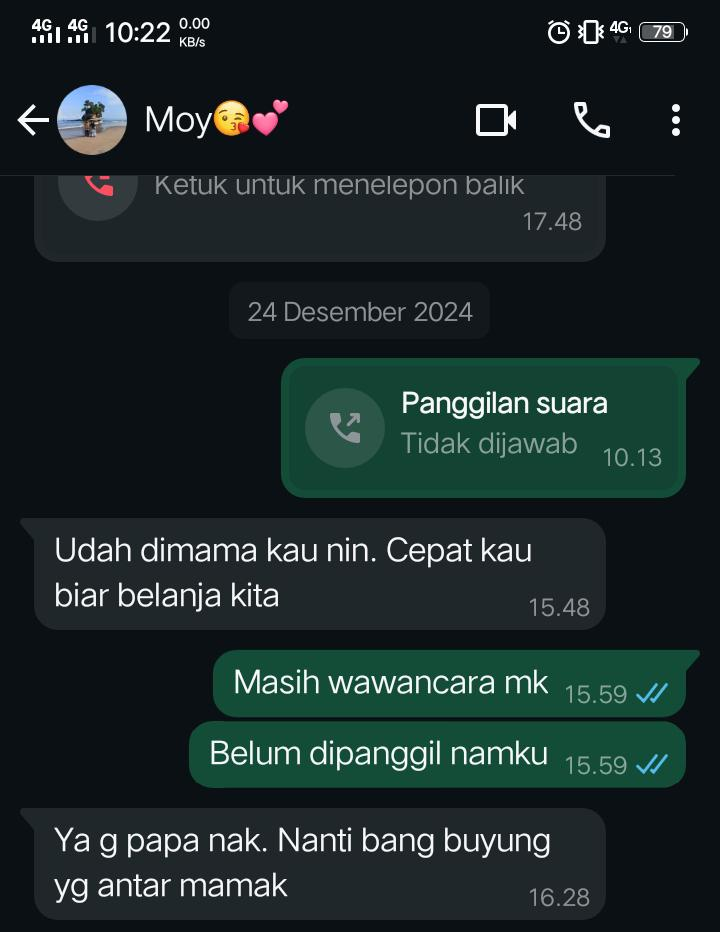 4G 4G 10:22 0.00 KB/s 4G 79
Moy😘💕
Ketuk untuk menelepon balik
17.48
24 Desember 2024
Panggilan suara
Tidak dijawab 10.13
Udah dimama kau nin. Cepat kau
biar belanja kita 15.48
Masih wawancara mk 15.59
Belum dipanggil namku 15.59
Ya g papa nak. Nanti bang buyung
yg antar mamak 16.28